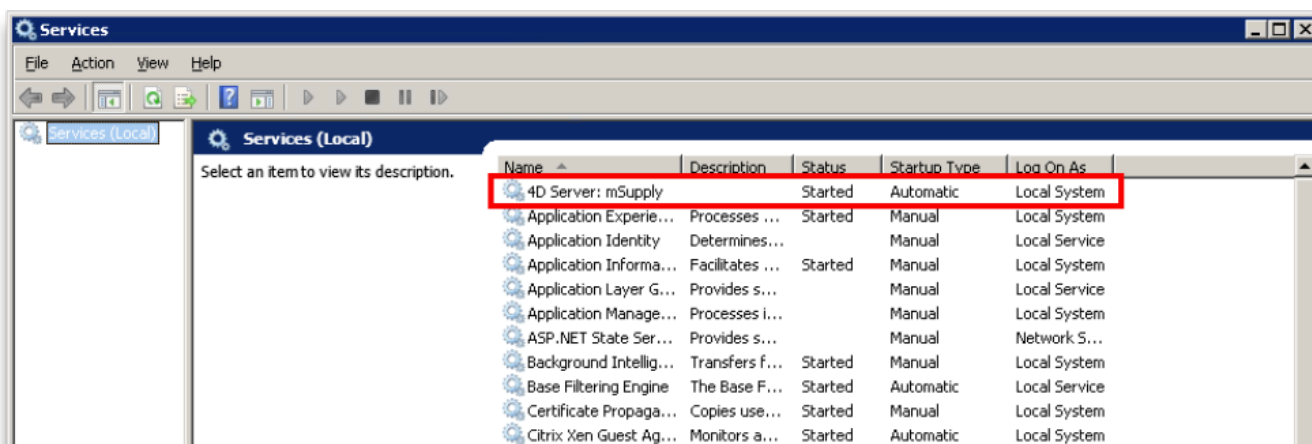 Services
File Action View Help
Services (Local)
Services (Local)
Select an item to view its description.
Name Description Status Startup Type Log On As
4D Server: mSupply Started Automatic Local System
Application Experie... Processes ... Started Manual Local System
Application Identity Determines... Manual Local Service
Application Informa... Facilitates ... Started Manual Local System
Application Layer G... Provides s... Manual Local Service
Application Manage... Processes i... Manual Local System
ASP.NET State Ser... Provides s... Manual Network S...
Background Intellig... Transfers f... Started Manual Local System
Base Filtering Engine The Base F... Started Automatic Local Service
Certificate Propaga... Copies use... Started Manual Local System
Citrix Xen Guest Ag... Monitors a... Started Automatic Local System